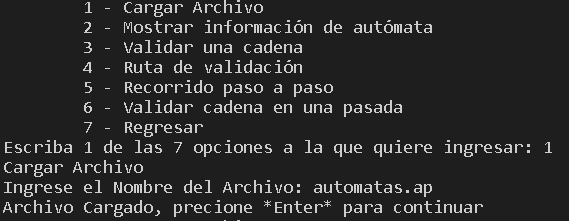 1 - Cargar Archivo
2 - Mostrar información de autómata
3 - Validar una cadena
4 - Ruta de validación
5 - Recorrido paso a paso
6 - Validar cadena en una pasada
7 - Regresar
Escriba 1 de las 7 opciones a la que quiere ingresar: 1
Cargar Archivo
Ingrese el Nombre del Archivo: automatas.ap
Archivo Cargado, precione *Enter* para continuar